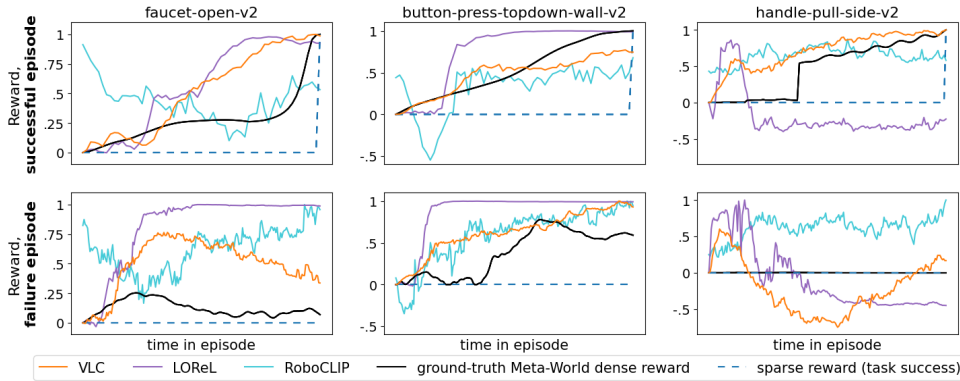 faucet-open-v2
button-press-topdown-wall-v2
handle-pull-side-v2
Reward,
successful episode
1
.75
.5
.25
0
1
.5
0
-.5
1
.5
0
-.5
Reward,
failure episode
1
.75
.5
.25
0
1
.5
0
-.5
1
.5
0
-.5
time in episode
time in episode
time in episode
VLC
LOReL
RoboCLIP
ground-truth Meta-World dense reward
sparse reward (task success)